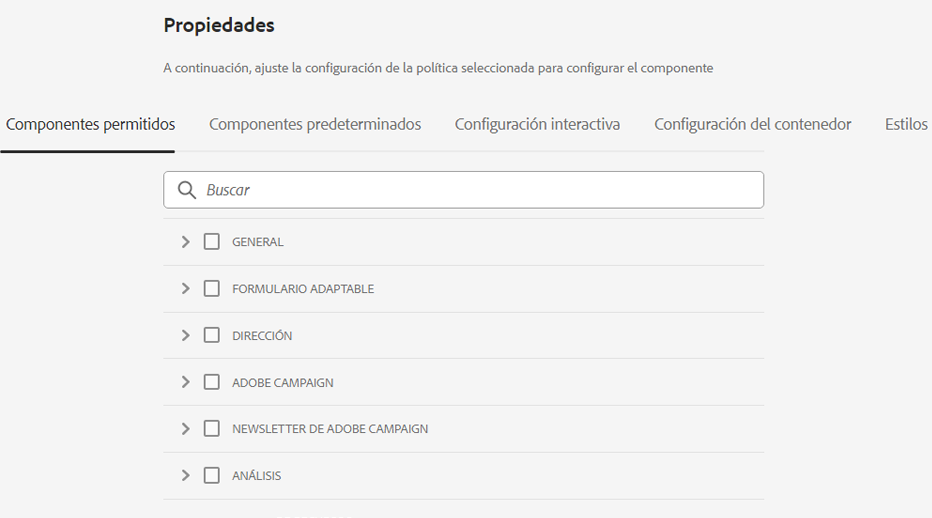 Propiedades
A continuación, ajuste la configuración de la política seleccionada para configurar el componente
Componentes permitidos Componentes predeterminados Configuración interactiva Configuración del contenedor Estilos
Buscar
GENERAL
FORMULARIO ADAPTABLE
DIRECCIÓN
ADOBE CAMPAIGN
NEWSLETTER DE ADOBE CAMPAIGN
ANÁLISIS